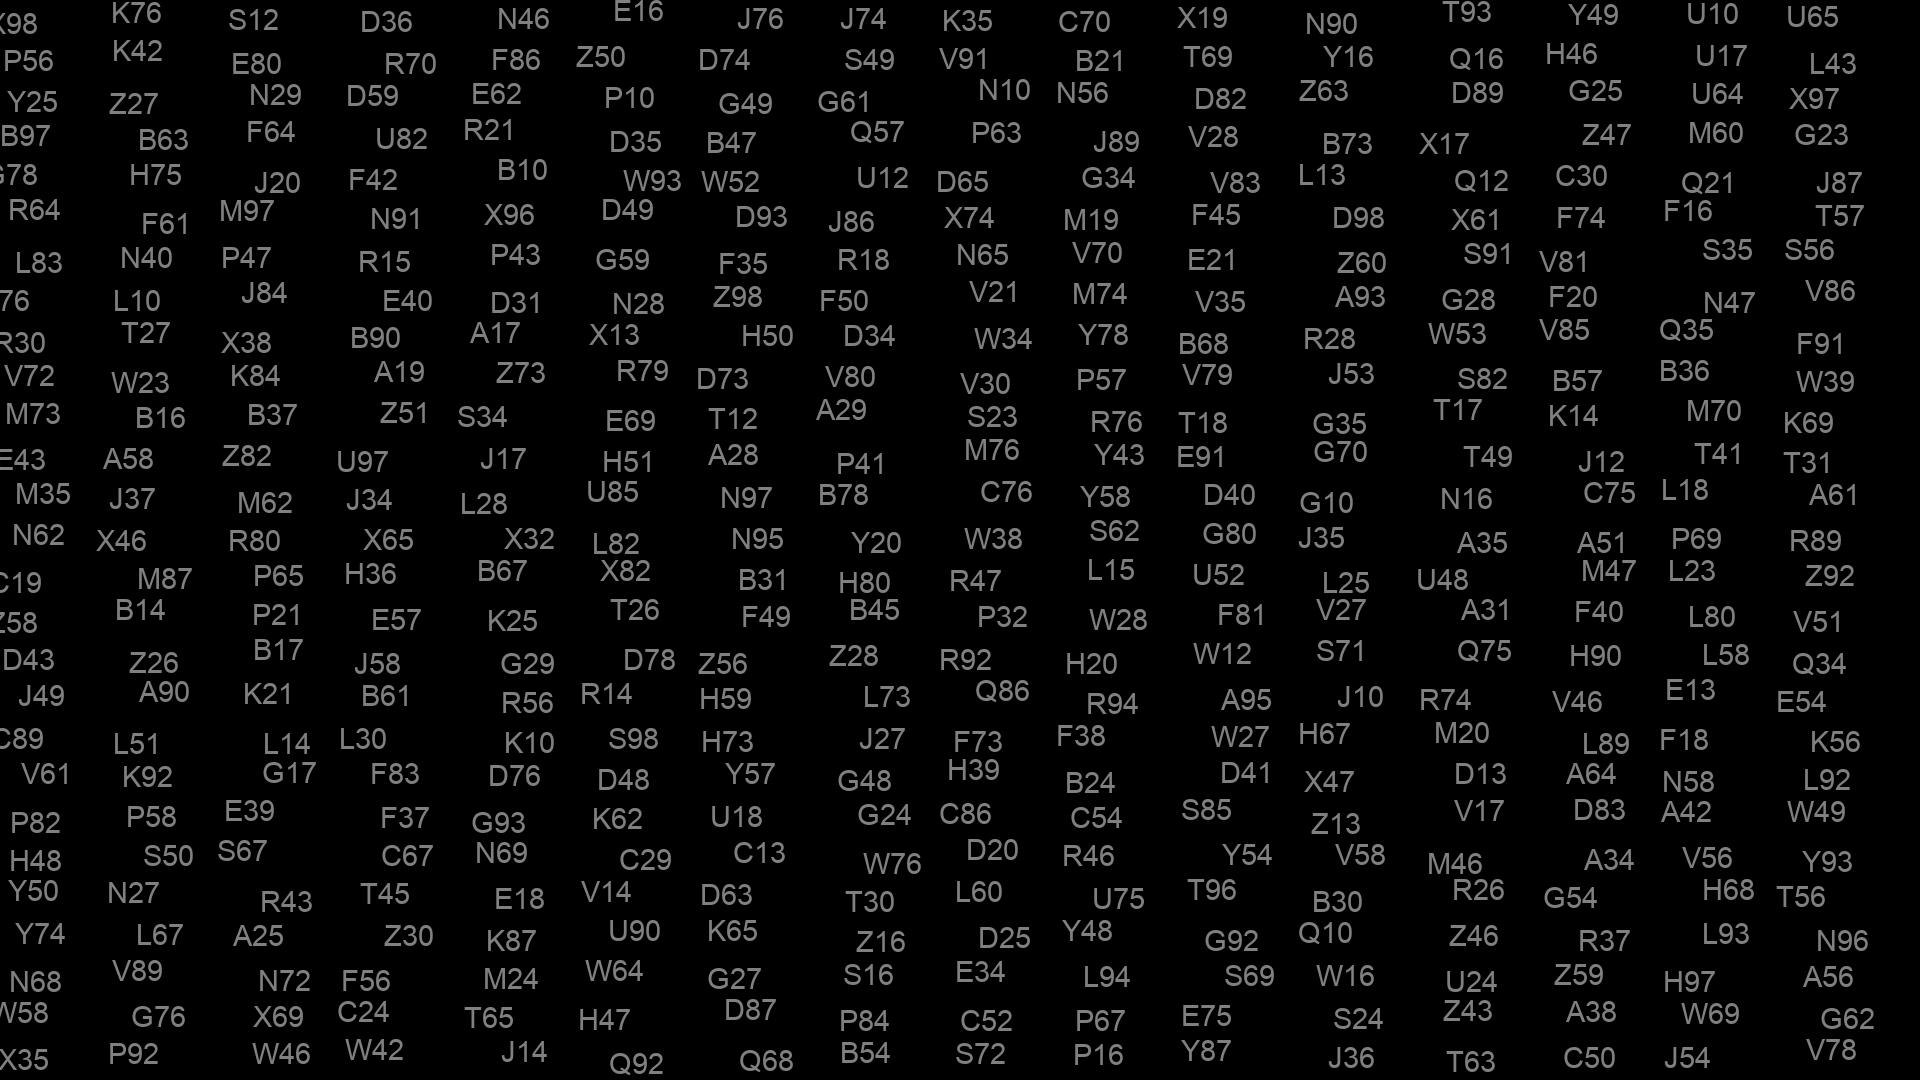 X98 K76 S12 D36 N46 E16 J76 J74 K35 C70 X19 N90 T93 Y49 U10 U65
P56 K42 E80 R70 F86 Z50 D74 S49 V91 B21 T69 Y16 Q16 H46 U17 L43
Y25 Z27 N29 D59 E62 P10 G49 G61 N10 N56 D82 Z63 D89 G25 U64 X97
B97 B63 F64 U82 R21 D35 B47 Q57 P63 J89 V28 B73 X17 Z47 M60 G23
G78 H75 J20 F42 B10 W93 W52 U12 D65 G34 V83 L13 Q12 C30 Q21 J87
R64 F61 M97 N91 X96 D49 D93 J86 X74 M19 F45 D98 X61 F74 F16 T57
L83 N40 P47 R15 P43 G59 F35 R18 N65 V70 E21 Z60 S91 V81 S35 S56
76 L10 J84 E40 D31 N28 Z98 F50 V21 M74 V35 A93 G28 F20 N47 V86
R30 T27 X38 B90 A17 X13 H50 D34 W34 Y78 B68 R28 W53 V85 Q35 F91
V72 W23 K84 A19 Z73 R79 D73 V80 V30 P57 V79 J53 S82 B57 B36 W39
M73 B16 B37 Z51 S34 E69 T12 A29 S23 R76 T18 G35 T17 K14 M70 K69
E43 A58 Z82 U97 J17 H51 A28 P41 M76 Y43 E91 G70 T49 J12 T41 T31
M35 J37 M62 J34 L28 U85 N97 B78 C76 Y58 D40 G10 N16 C75 L18 A61
N62 X46 R80 X65 X32 L82 N95 Y20 W38 S62 G80 J35 A35 A51 P69 R89
C19 M87 P65 H36 B67 X82 B31 H80 R47 L15 U52 L25 U48 M47 L23 Z92
Z58 B14 P21 E57 K25 T26 F49 B45 P32 W28 F81 V27 A31 F40 L80 V51
D43 Z26 B17 J58 G29 D78 Z56 Z28 R92 H20 W12 S71 Q75 H90 L58 Q34
J49 A90 K21 B61 R56 R14 H59 L73 Q86 R94 A95 J10 R74 V46 E13 E54
C89 L51 L14 L30 K10 S98 H73 J27 F73 F38 W27 H67 M20 L89 F18 K56
V61 K92 G17 F83 D76 D48 Y57 G48 H39 B24 D41 X47 D13 A64 N58 L92
P82 P58 E39 F37 G93 K62 U18 G24 C86 C54 S85 Z13 V17 D83 A42 W49
H48 S50 S67 C67 N69 C29 C13 W76 D20 R46 Y54 V58 M46 A34 V56 Y93
Y50 N27 R43 T45 E18 V14 D63 T30 L60 U75 T96 B30 R26 G54 H68 T56
Y74 L67 A25 Z30 K87 U90 K65 Z16 D25 Y48 G92 Q10 Z46 R37 L93 N96
N68 V89 N72 F56 M24 W64 G27 S16 E34 L94 S69 W16 U24 Z59 H97 A56
W58 G76 X69 C24 T65 H47 D87 P84 C52 P67 E75 S24 Z43 A38 W69 G62
X35 P92 W46 W42 J14 Q92 Q68 B54 S72 P16 Y87 J36 T63 C50 J54 V78